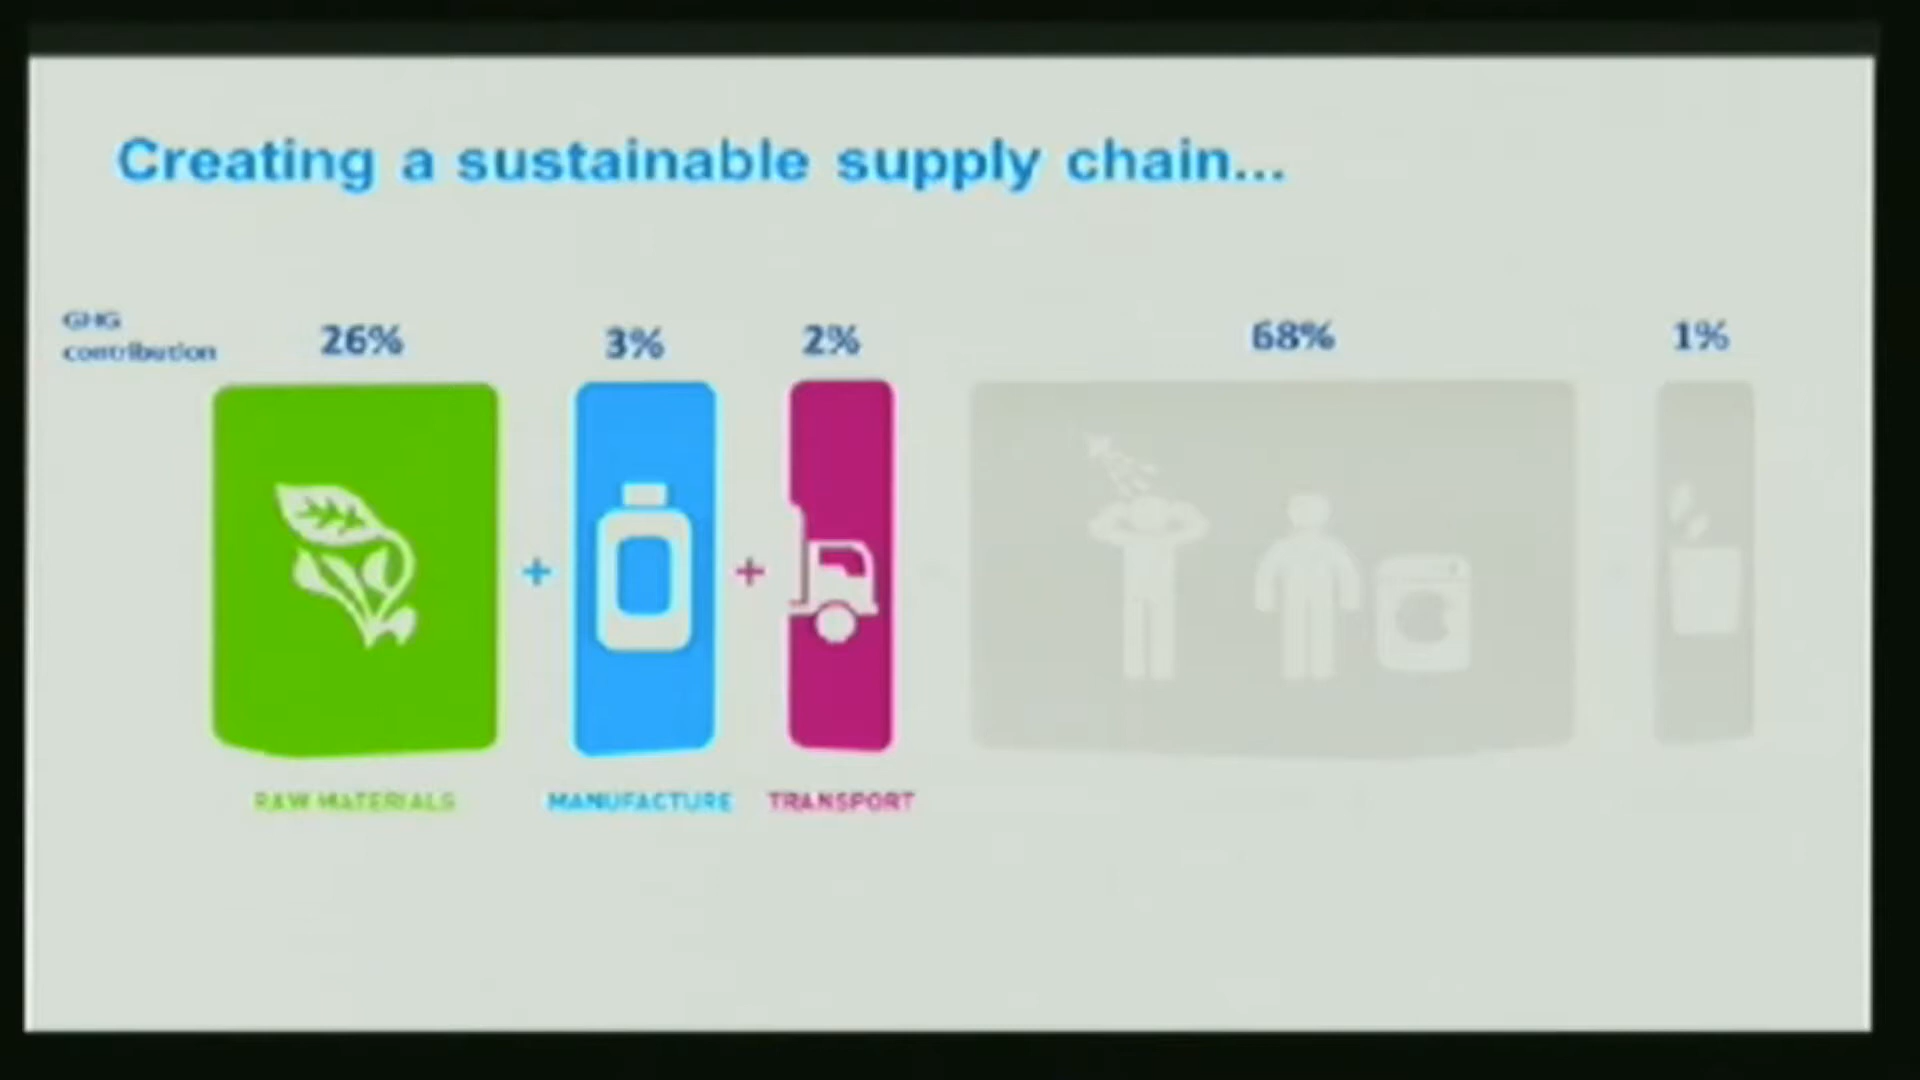 Creating a sustainable supply chain...
GHG
contribution
26%
3%
2%
68%
1%
+
+
RAW MATERIALS
MANUFACTURE
TRANSPORT